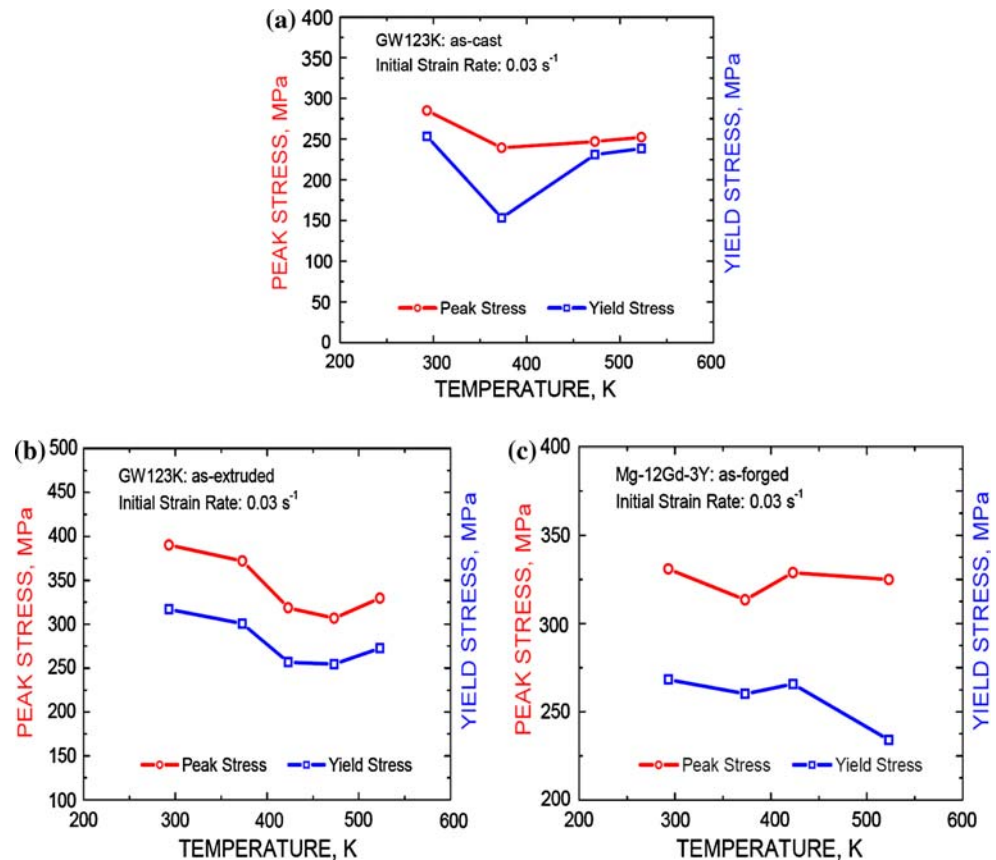 (a)
400
350
300
250
200
150
100
50
0
PEAK STRESS, MPa
GW123K: as-cast
Initial Strain Rate: 0.03 s⁻¹
Peak Stress Yield Stress
YIELD STRESS, MPa
200 300 400 500 600
TEMPERATURE, K
(b)
500
450
400
350
300
250
200
150
100
PEAK STRESS, MPa
GW123K: as-extruded
Initial Strain Rate: 0.03 s⁻¹
Peak Stress Yield Stress
YIELD STRESS, MPa
200 300 400 500 600
TEMPERATURE, K
(c)
400
350
300
250
200
PEAK STRESS, MPa
Mg-12Gd-3Y: as-forged
Initial Strain Rate: 0.03 s⁻¹
Peak Stress Yield Stress
YIELD STRESS, MPa
200 300 400 500 600
TEMPERATURE, K